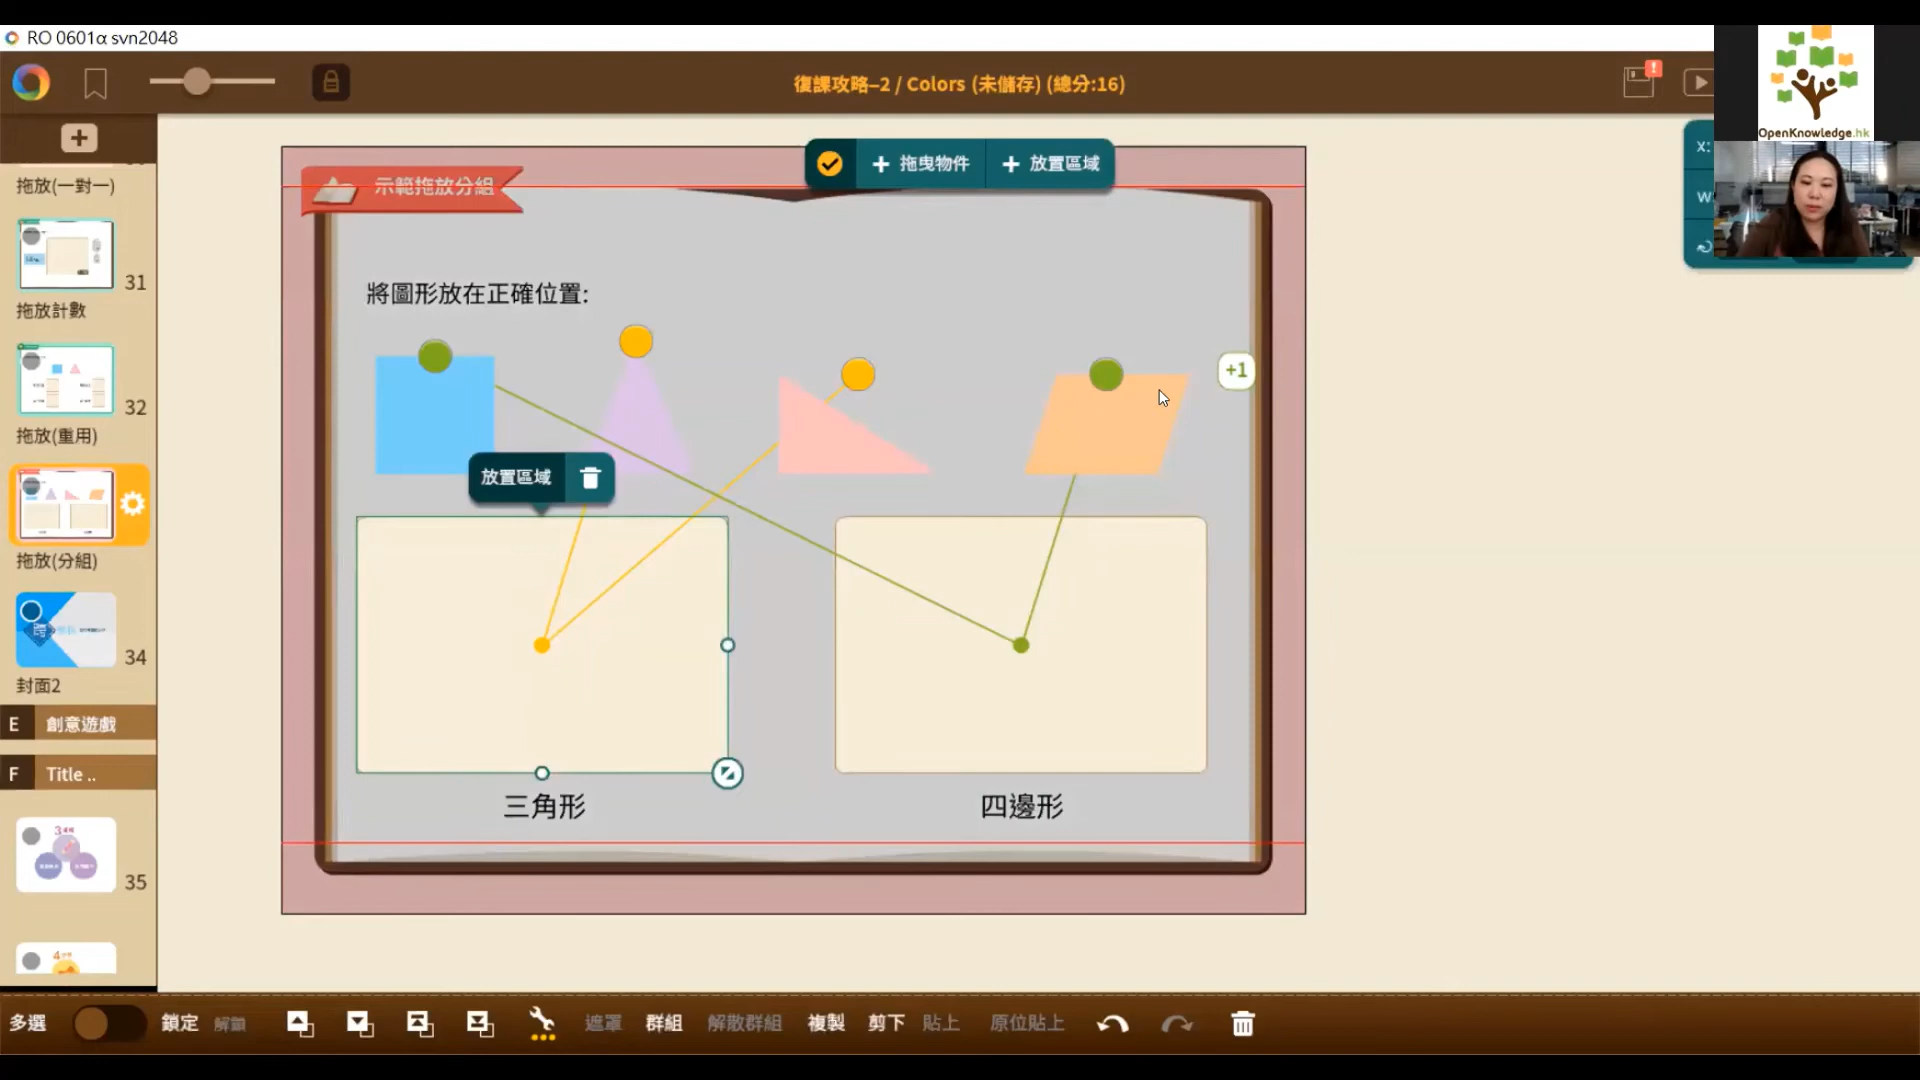 RO 0601α svn2048
復課攻略–2 / Colors (未儲存) (總分:16)
OpenKnowledge.hk
X:
W
拖放(一對一)
31
拖放計數
32
拖放(重用)
拖放(分組)
34
封面2
E 創意遊戲
F Title ..
35
示範拖放分組
+ 拖曳物件
+ 放置區域
將圖形放在正確位置:
+1
放置區域
三角形
四邊形
多選
鎖定
解鎖
遮罩
群組
解散群組
複製
剪下
貼上
原位貼上